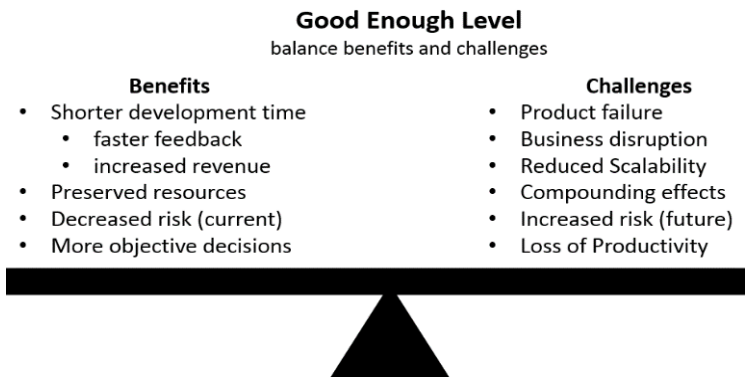 Good Enough Level
balance benefits and challenges
Benefits
• Shorter development time
• faster feedback
• increased revenue
• Preserved resources
• Decreased risk (current)
• More objective decisions
Challenges
• Product failure
• Business disruption
• Reduced Scalability
• Compounding effects
• Increased risk (future)
• Loss of Productivity